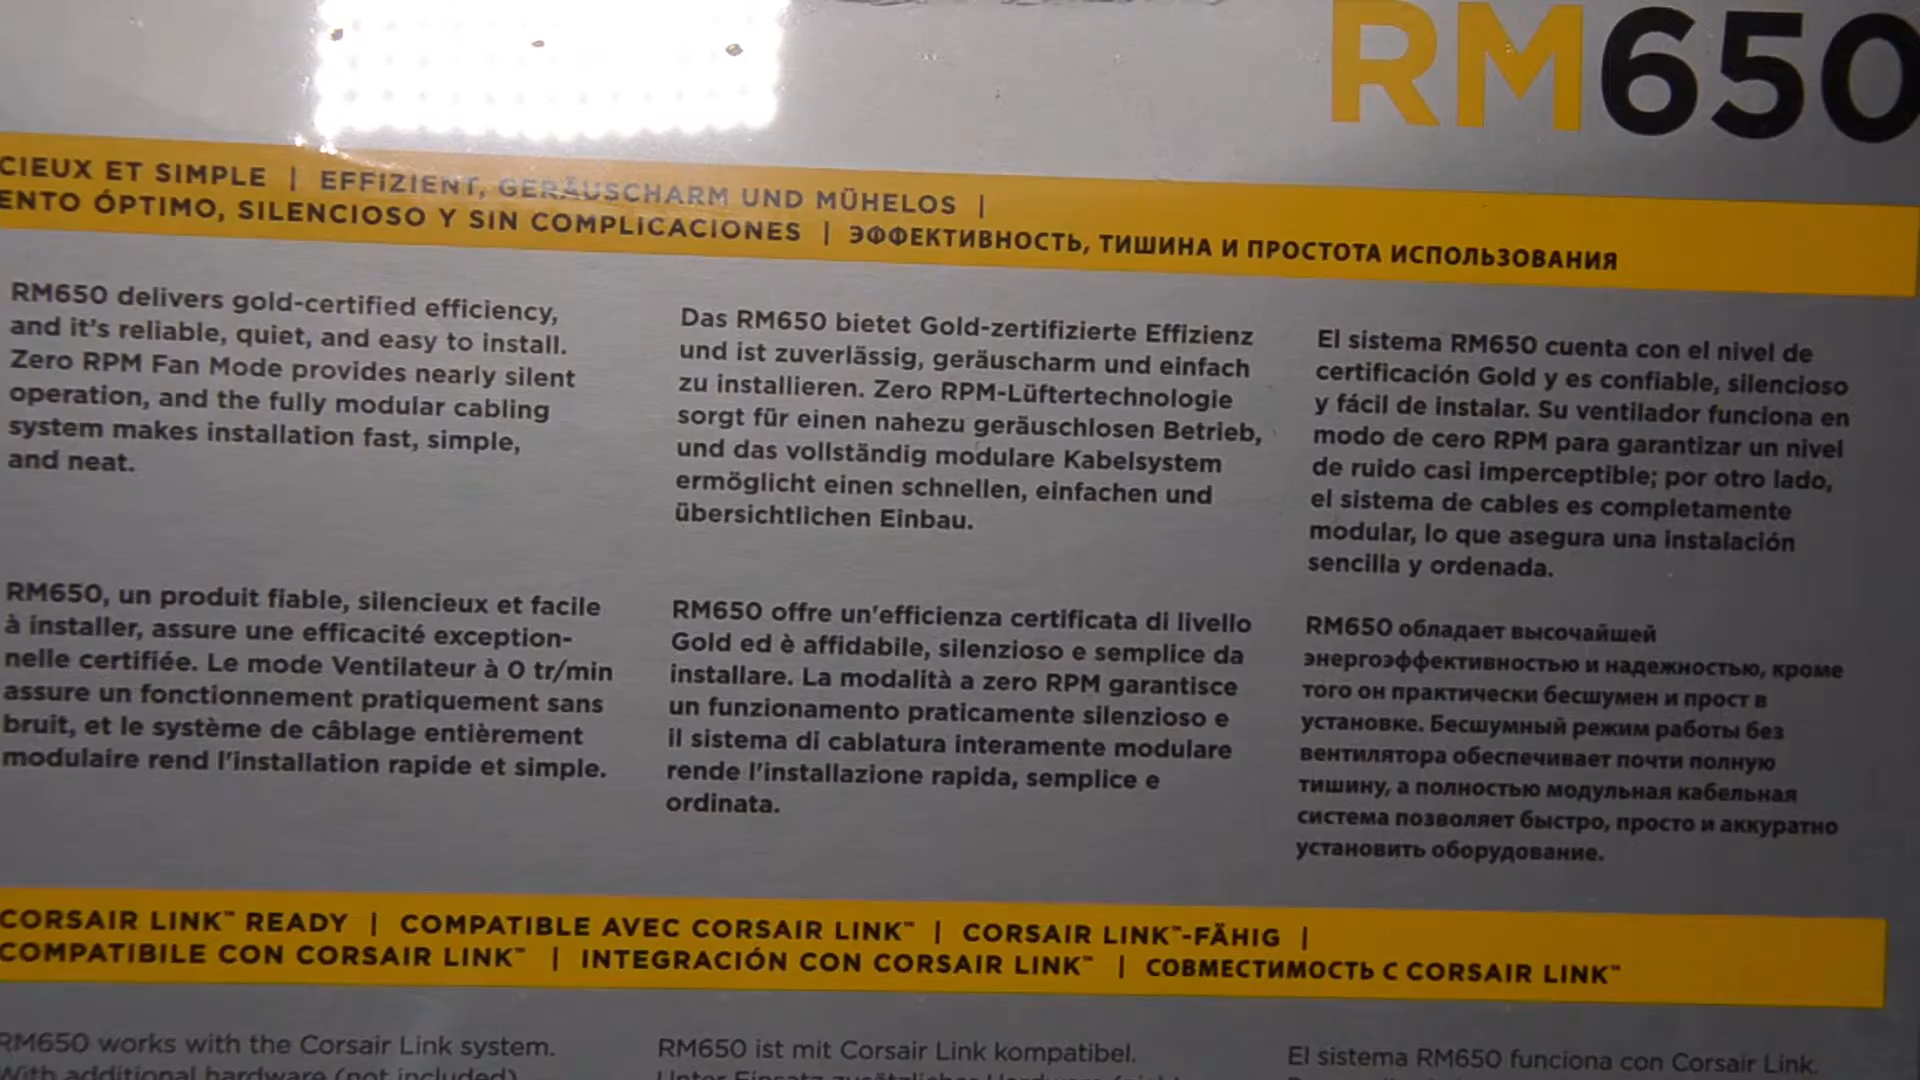 RM650
CIEUX ET SIMPLE | EFFIZIENT, GERÄUSCHARM UND MÜHELOS |
ENTO ÓPTIMO, SILENCIOSO Y SIN COMPLICACIONES | ЭФФЕКТИВНОСТЬ, ТИШИНА И ПРОСТОТА ИСПОЛЬЗОВАНИЯ
RM650 delivers gold-certified efficiency,
and it's reliable, quiet, and easy to install.
Zero RPM Fan Mode provides nearly silent
operation, and the fully modular cabling
system makes installation fast, simple,
and neat.
Das RM650 bietet Gold-zertifizierte Effizienz
und ist zuverlässig, geräuscharm und einfach
zu installieren. Zero RPM-Lüftertechnologie
sorgt für einen nahezu geräuschlosen Betrieb,
und das vollständig modulare Kabelsystem
ermöglicht einen schnellen, einfachen und
übersichtlichen Einbau.
El sistema RM650 cuenta con el nivel de
certificación Gold y es confiable, silencioso
y fácil de instalar. Su ventilador funciona en
modo de cero RPM para garantizar un nivel
de ruido casi imperceptible; por otro lado,
el sistema de cables es completamente
modular, lo que asegura una instalación
sencilla y ordenada.
RM650, un produit fiable, silencieux et facile
à installer, assure une efficacité exception-
nelle certifiée. Le mode Ventilateur à 0 tr/min
assure un fonctionnement pratiquement sans
bruit, et le système de câblage entièrement
modulaire rend l'installation rapide et simple.
RM650 offre un'efficienza certificata di livello
Gold ed è affidabile, silenzioso e semplice da
installare. La modalità a zero RPM garantisce
un funzionamento praticamente silenzioso e
il sistema di cablatura interamente modulare
rende l'installazione rapida, semplice e
ordinata.
RM650 обладает высочайшей
энергоэффективностью и надежностью, кроме
того он практически бесшумен и прост в
установке. Бесшумный режим работы без
вентилятора обеспечивает почти полную
тишину, а полностью модульная кабельная
система позволяет быстро, просто и аккуратно
установить оборудование.
CORSAIR LINK™ READY | COMPATIBLE AVEC CORSAIR LINK™ | CORSAIR LINK™-FÄHIG |
COMPATIBILE CON CORSAIR LINK™ | INTEGRACIÓN CON CORSAIR LINK™ | СОВМЕСТИМОСТЬ С CORSAIR LINK™
RM650 works with the Corsair Link system.
With additional hardware (not included)
RM650 ist mit Corsair Link kompatibel.
El sistema RM650 funciona con Corsair Link.